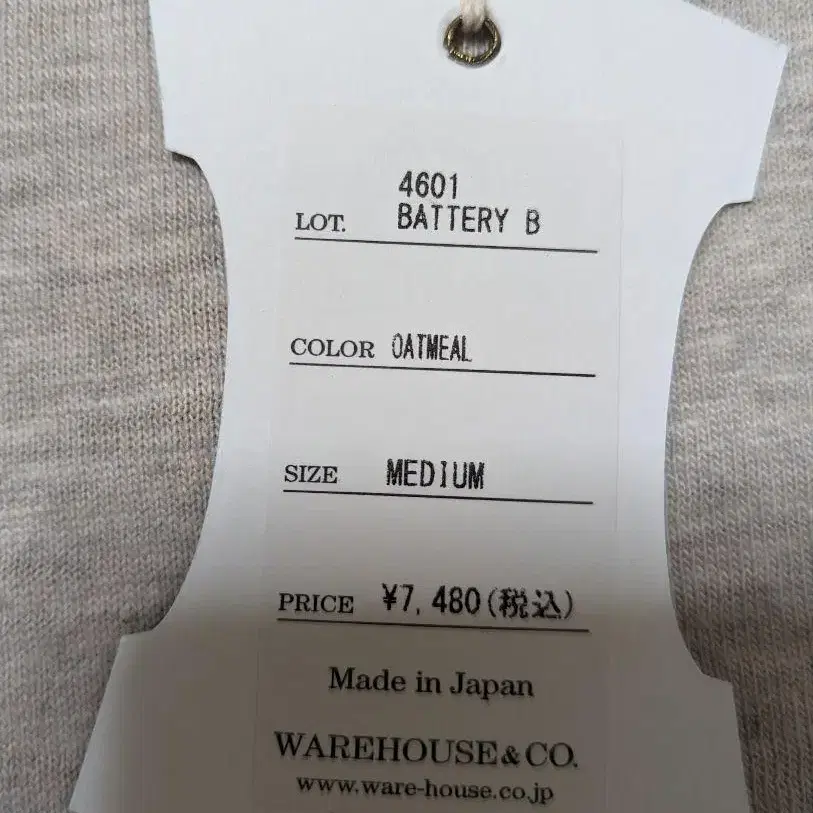 4601
LOT. BATTERY B
COLOR OATMEAL
SIZE MEDIUM
PRICE ¥7,480(税込)
Made in Japan
WAREHOUSE & CO.
www.ware-house.co.jp